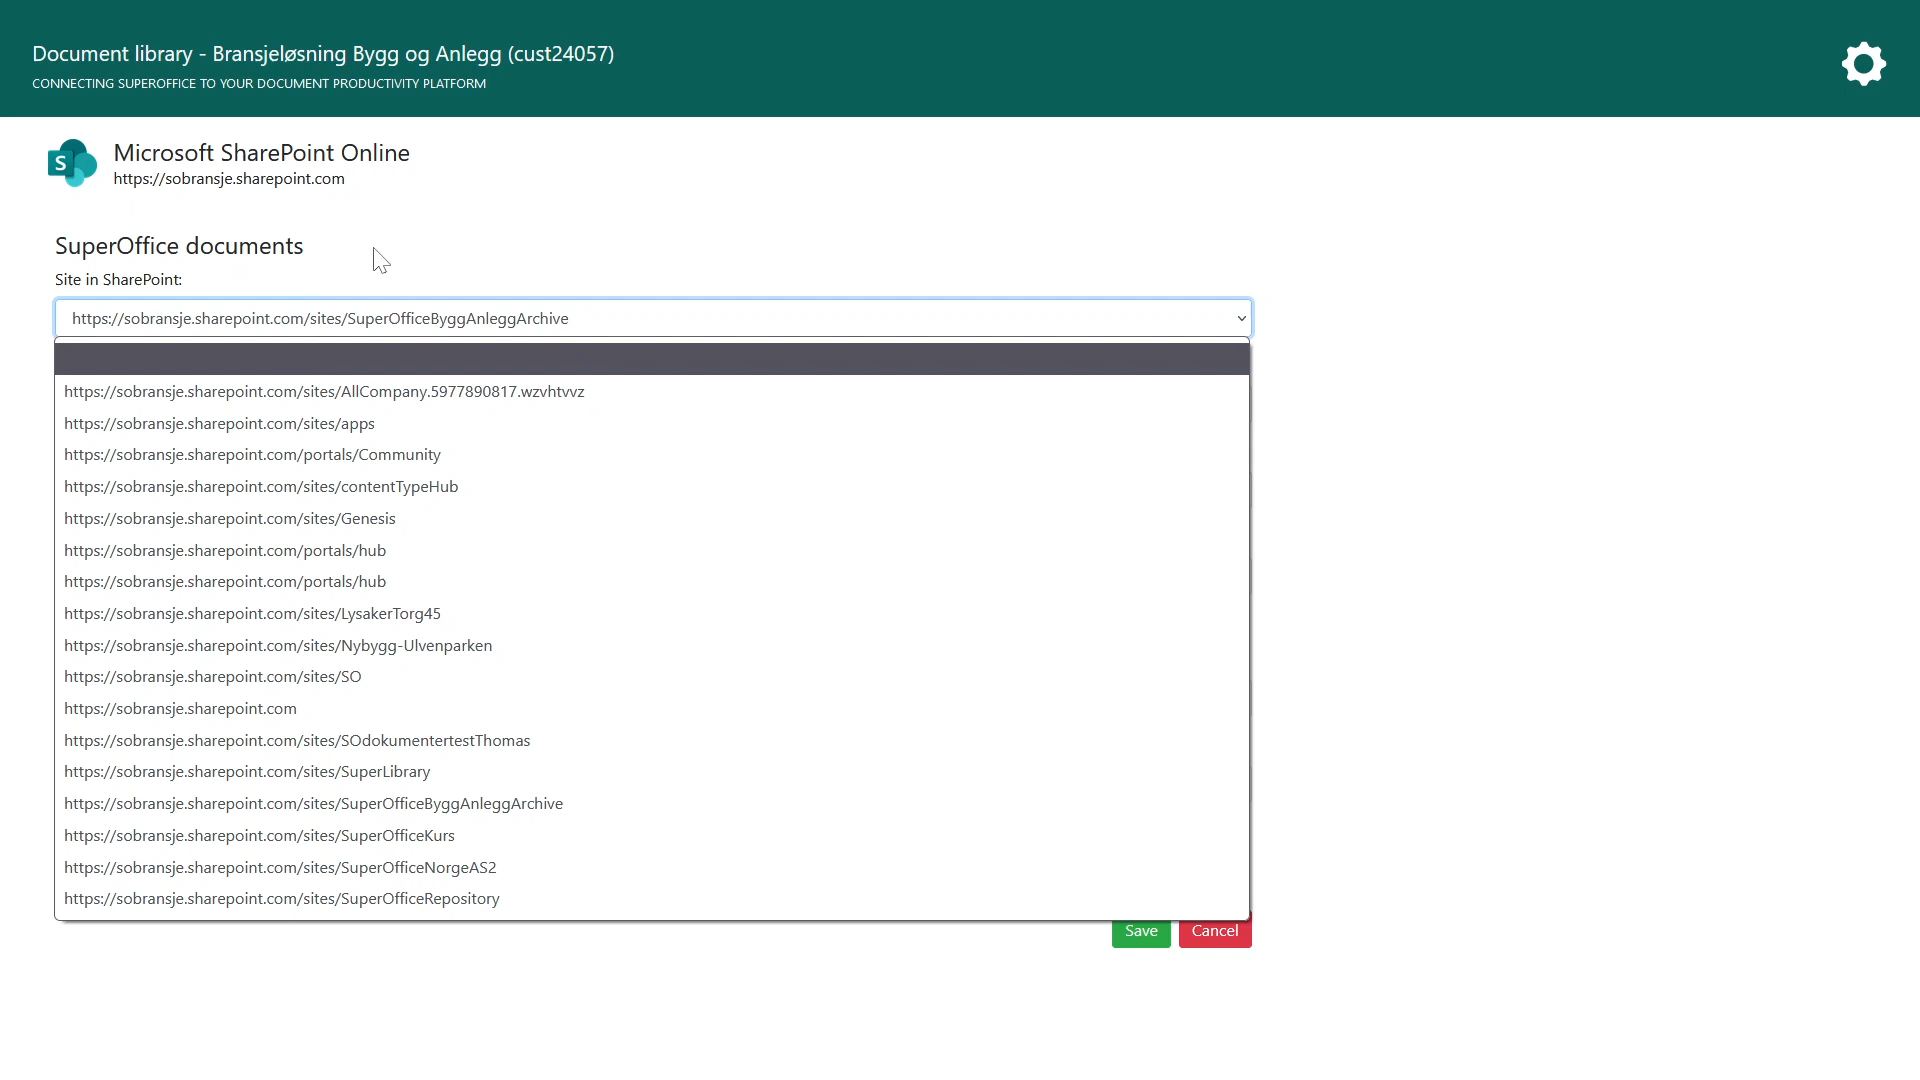 Document library - Bransjeløsning Bygg og Anlegg (cust24057)
CONNECTING SUPEROFFICE TO YOUR DOCUMENT PRODUCTIVITY PLATFORM
S
Microsoft SharePoint Online
https://sobransje.sharepoint.com
SuperOffice documents
Site in SharePoint:
https://sobransje.sharepoint.com/sites/SuperOfficeByggAnleggArchive
https://sobransje.sharepoint.com/sites/AllCompany.5977890817.wzvhtvvz
https://sobransje.sharepoint.com/sites/apps
https://sobransje.sharepoint.com/portals/Community
https://sobransje.sharepoint.com/sites/contentTypeHub
https://sobransje.sharepoint.com/sites/Genesis
https://sobransje.sharepoint.com/portals/hub
https://sobransje.sharepoint.com/portals/hub
https://sobransje.sharepoint.com/sites/LysakerTorg45
https://sobransje.sharepoint.com/sites/Nybygg-Ulvenparken
https://sobransje.sharepoint.com/sites/SO
https://sobransje.sharepoint.com
https://sobransje.sharepoint.com/sites/SOdokumentertestThomas
https://sobransje.sharepoint.com/sites/SuperLibrary
https://sobransje.sharepoint.com/sites/SuperOfficeByggAnleggArchive
https://sobransje.sharepoint.com/sites/SuperOfficeKurs
https://sobransje.sharepoint.com/sites/SuperOfficeNorgeAS2
https://sobransje.sharepoint.com/sites/SuperOfficeRepository
Save Cancel